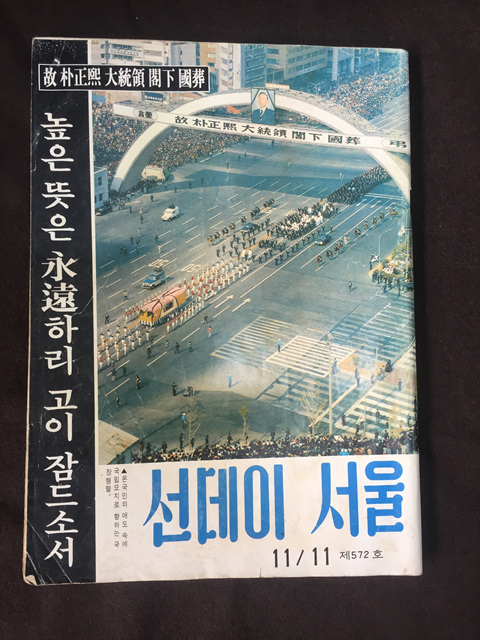 故 朴正熙 大統領 閣下 國葬
높은 뜻은 永遠하리 고이 잠드소서
故 朴正熙 大統領 閣下 國葬
弔
▲온국민의 애도 속에
국립묘지로 향하는 국
장행렬.
선데이 서울
11/11 제572호